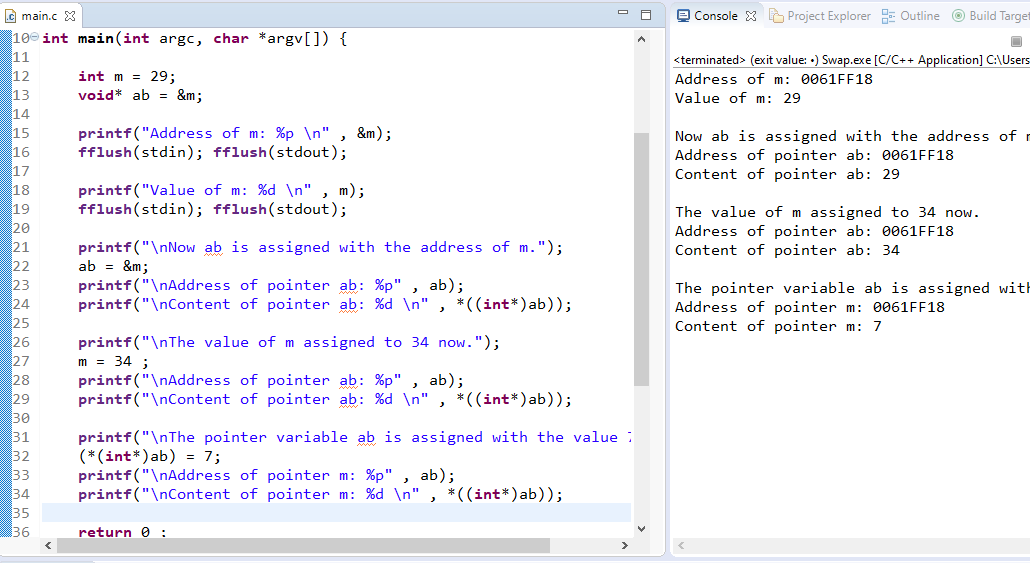 main.c
10 int main(int argc, char *argv[]) {
11
12 int m = 29;
13 void* ab = &m;
14
15 printf("Address of m: %p \n" , &m);
16 fflush(stdin); fflush(stdout);
17
18 printf("Value of m: %d \n" , m);
19 fflush(stdin); fflush(stdout);
20
21 printf("\nNow ab is assigned with the address of m.");
22 ab = &m;
23 printf("\nAddress of pointer ab: %p" , ab);
24 printf("\nContent of pointer ab: %d \n" , *((int*)ab));
25
26 printf("\nThe value of m assigned to 34 now.");
27 m = 34 ;
28 printf("\nAddress of pointer ab: %p" , ab);
29 printf("\nContent of pointer ab: %d \n" , *((int*)ab));
30
31 printf("\nThe pointer variable ab is assigned with the value 7
32 (*(int*)ab) = 7;
33 printf("\nAddress of pointer m: %p" , ab);
34 printf("\nContent of pointer m: %d \n" , *((int*)ab));
35
36 return 0 ;
Console Project Explorer Outline Build Target
<terminated> (exit value: •) Swap.exe [C/C++ Application] C:\Users
Address of m: 0061FF18
Value of m: 29
Now ab is assigned with the address of
Address of pointer ab: 0061FF18
Content of pointer ab: 29
The value of m assigned to 34 now.
Address of pointer ab: 0061FF18
Content of pointer ab: 34
The pointer variable ab is assigned with
Address of pointer m: 0061FF18
Content of pointer m: 7